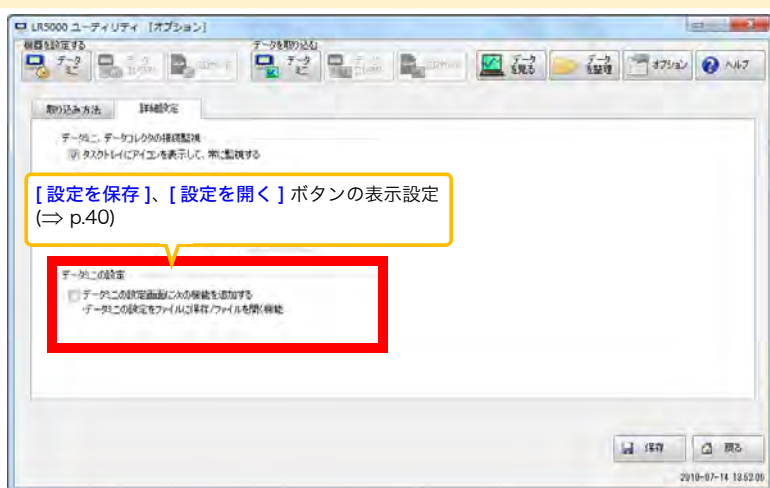 LR5000 ユーティリティ [オプション]
機器を設定する
データを取り込む
データ
ミニ
データ
ミニ
データ
を見る
データ
を整理
オプション
ヘルプ
取り込み方法
詳細設定
データミニ、データコレクタの接続監視
タスクトレイにアイコンを表示して、常に監視する
[ 設定を保存 ]、[ 設定を開く ] ボタンの表示設定
(⇒ p.40)
データミニの設定
データミニの設定画面に次の機能を追加する
・データミニの設定をファイルに保存/ファイルを開く機能
保存
戻る
2010-07-14 13:52:06